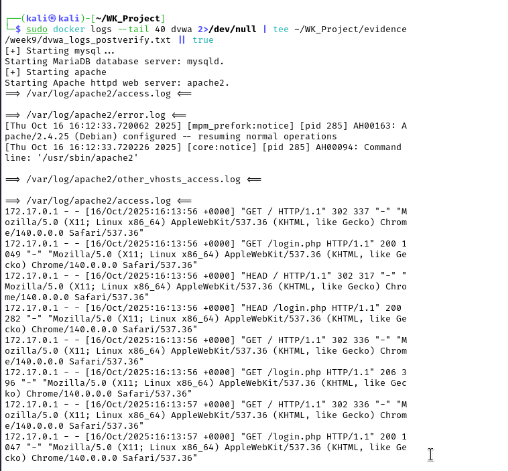 ┌──(kali㉿kali)-[~/WK_Project]
└─$ sudo docker logs --tail 40 dvwa 2>/dev/null | tee ~/WK_Project/evidence
/week9/dvwa_logs_postverify.txt || true
[+] Starting mysql...
Starting MariaDB database server: mysqld.
[+] Starting apache
Starting Apache httpd web server: apache2.
==> /var/log/apache2/access.log <==

==> /var/log/apache2/error.log <==
[Thu Oct 16 16:12:33.720062 2025] [mpm_prefork:notice] [pid 285] AH00163: A
pache/2.4.25 (Debian) configured -- resuming normal operations
[Thu Oct 16 16:12:33.720226 2025] [core:notice] [pid 285] AH00094: Command
line: '/usr/sbin/apache2'

==> /var/log/apache2/other_vhosts_access.log <==

==> /var/log/apache2/access.log <==
172.17.0.1 - - [16/Oct/2025:16:13:56 +0000] "GET / HTTP/1.1" 302 337 "-" "M
ozilla/5.0 (X11; Linux x86_64) AppleWebKit/537.36 (KHTML, like Gecko) Chrom
e/140.0.0.0 Safari/537.36"
172.17.0.1 - - [16/Oct/2025:16:13:56 +0000] "GET /login.php HTTP/1.1" 200 1
049 "-" "Mozilla/5.0 (X11; Linux x86_64) AppleWebKit/537.36 (KHTML, like Ge
cko) Chrome/140.0.0.0 Safari/537.36"
172.17.0.1 - - [16/Oct/2025:16:13:56 +0000] "HEAD / HTTP/1.1" 302 317 "-" "
Mozilla/5.0 (X11; Linux x86_64) AppleWebKit/537.36 (KHTML, like Gecko) Chro
me/140.0.0.0 Safari/537.36"
172.17.0.1 - - [16/Oct/2025:16:13:56 +0000] "HEAD /login.php HTTP/1.1" 200
282 "-" "Mozilla/5.0 (X11; Linux x86_64) AppleWebKit/537.36 (KHTML, like Ge
cko) Chrome/140.0.0.0 Safari/537.36"
172.17.0.1 - - [16/Oct/2025:16:13:56 +0000] "GET / HTTP/1.1" 302 336 "-" "M
ozilla/5.0 (X11; Linux x86_64) AppleWebKit/537.36 (KHTML, like Gecko) Chrom
e/140.0.0.0 Safari/537.36"
172.17.0.1 - - [16/Oct/2025:16:13:56 +0000] "GET /login.php HTTP/1.1" 206 3
96 "-" "Mozilla/5.0 (X11; Linux x86_64) AppleWebKit/537.36 (KHTML, like Gec
ko) Chrome/140.0.0.0 Safari/537.36"
172.17.0.1 - - [16/Oct/2025:16:13:57 +0000] "GET / HTTP/1.1" 302 336 "-" "M
ozilla/5.0 (X11; Linux x86_64) AppleWebKit/537.36 (KHTML, like Gecko) Chrom
e/140.0.0.0 Safari/537.36"
172.17.0.1 - - [16/Oct/2025:16:13:57 +0000] "GET /login.php HTTP/1.1" 200 1
047 "-" "Mozilla/5.0 (X11; Linux x86_64) AppleWebKit/537.36 (KHTML, like Ge
cko) Chrome/140.0.0.0 Safari/537.36"